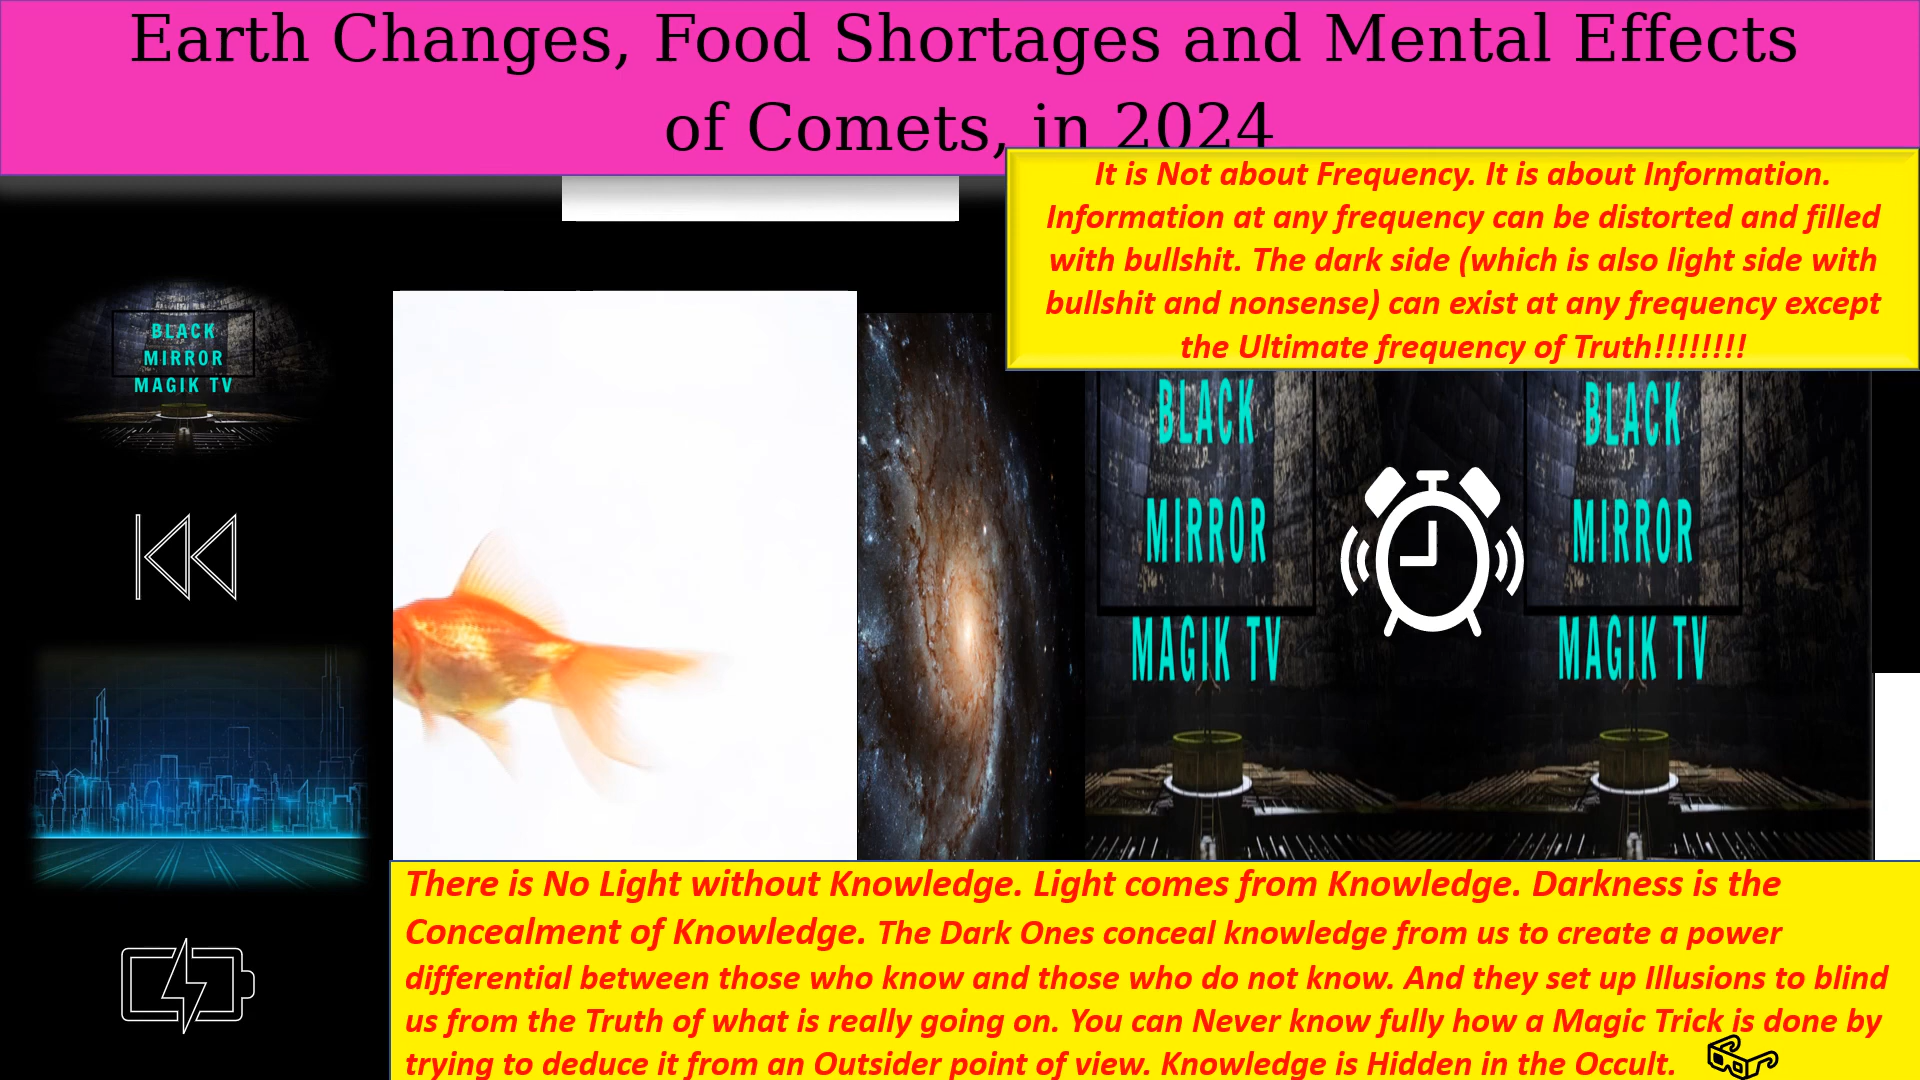 Earth Changes, Food Shortages and Mental Effects
of Comets, in 2024
It is Not about Frequency. It is about Information.
Information at any frequency can be distorted and filled
with bullshit. The dark side (which is also light side with
bullshit and nonsense) can exist at any frequency except
the Ultimate frequency of Truth!!!!!!!!
BLACK
MIRROR
MAGIK TV
BLACK
MIRROR
MAGIK TV
BLACK
MIRROR
MAGIK TV
There is No Light without Knowledge. Light comes from Knowledge. Darkness is the
Concealment of Knowledge. The Dark Ones conceal knowledge from us to create a power
differential between those who know and those who do not know. And they set up Illusions to blind
us from the Truth of what is really going on. You can Never know fully how a Magic Trick is done by
trying to deduce it from an Outsider point of view. Knowledge is Hidden in the Occult.